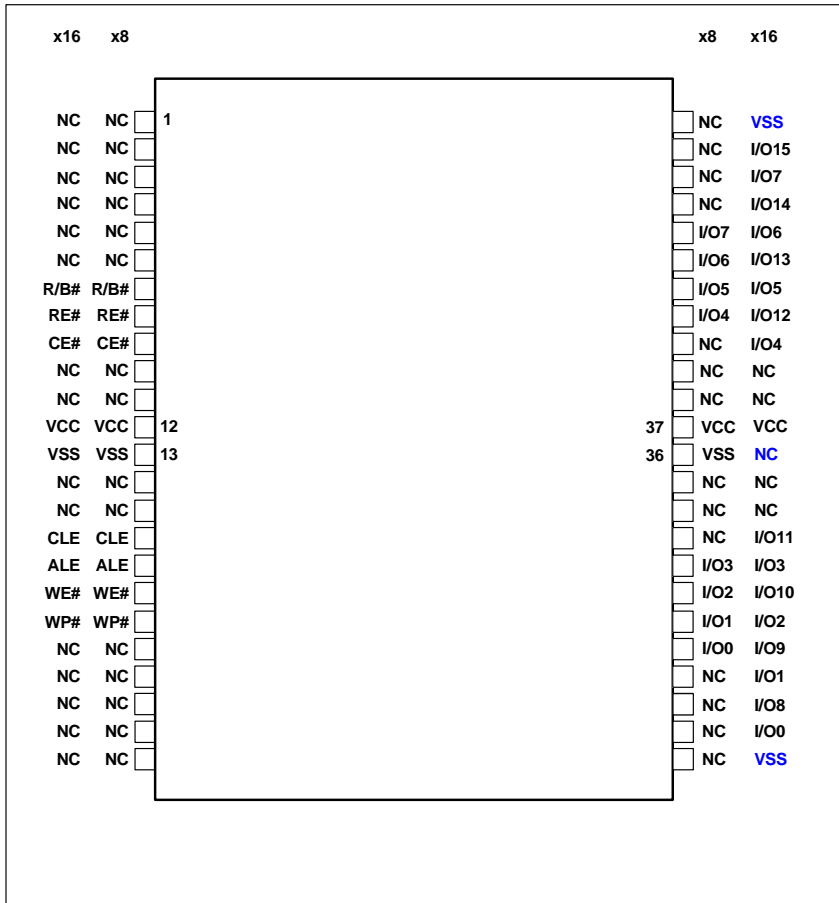 x16 x8 x8 x16
NC NC 1 NC VSS
NC NC NC I/O15
NC NC NC I/O7
NC NC NC I/O14
NC NC I/O7 I/O6
NC NC I/O6 I/O13
R/B# R/B# I/O5 I/O5
RE# RE# I/O4 I/O12
CE# CE# NC I/O4
NC NC NC NC
NC NC NC NC
VCC VCC 12 37 VCC VCC
VSS VSS 13 36 VSS NC
NC NC NC NC
NC NC NC NC
CLE CLE NC I/O11
ALE ALE I/O3 I/O3
WE# WE# I/O2 I/O10
WP# WP# I/O1 I/O2
NC NC I/O0 I/O9
NC NC NC I/O1
NC NC NC I/O8
NC NC NC I/O0
NC NC NC VSS